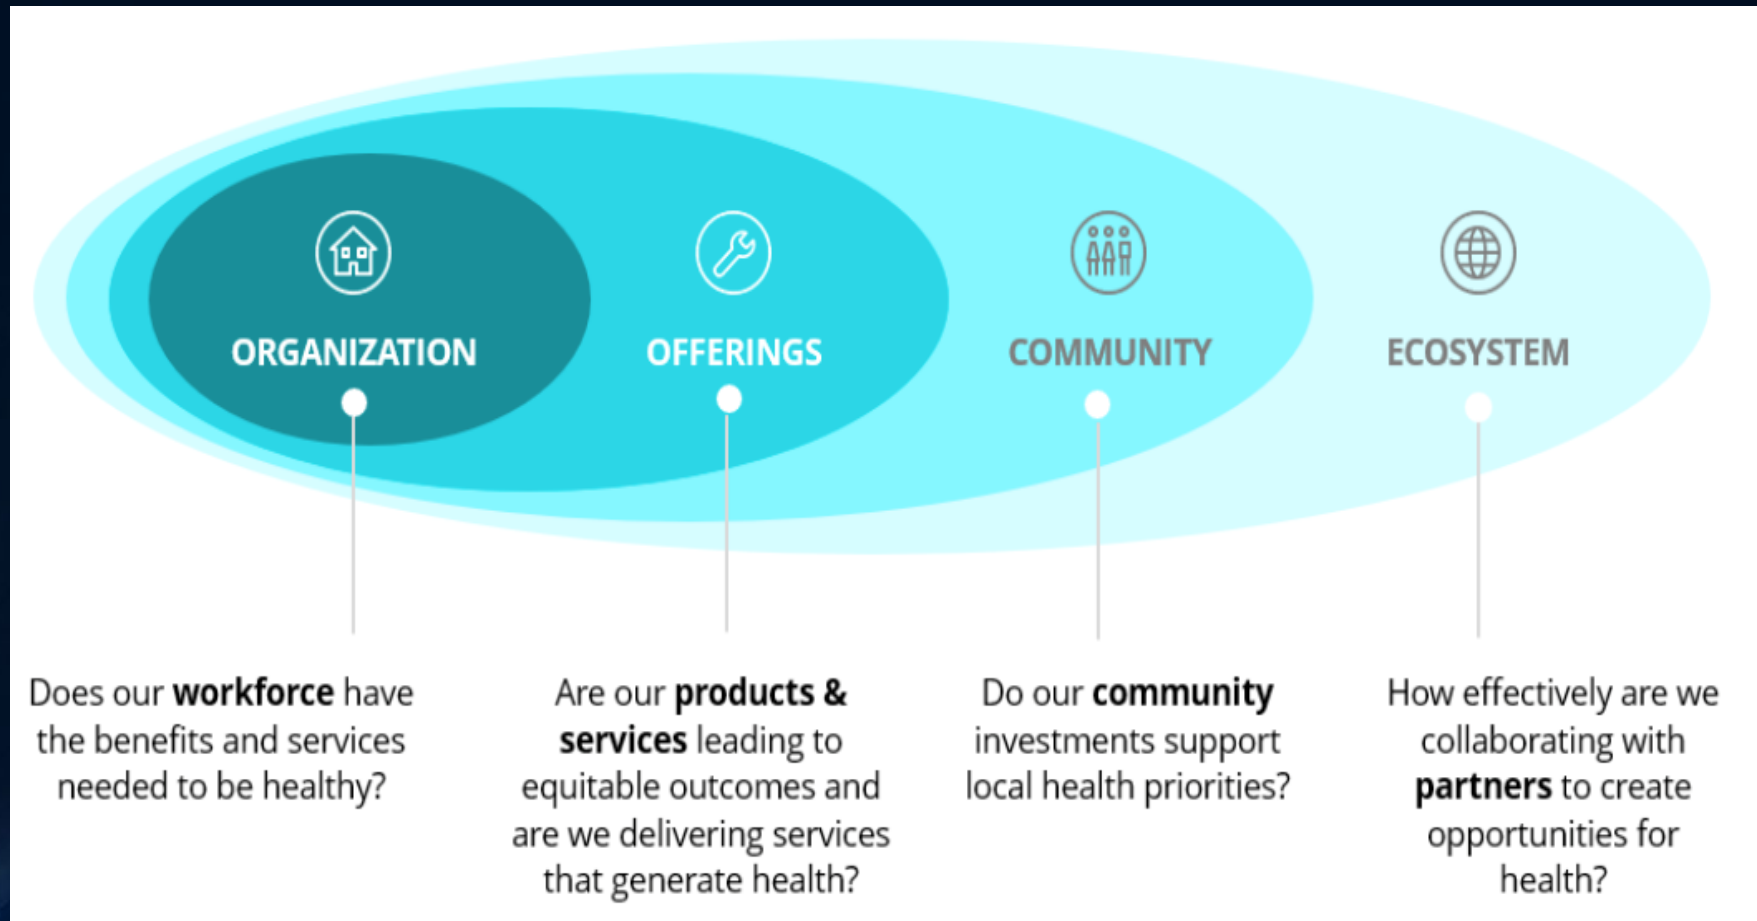 ORGANIZATION
OFFERINGS
COMMUNITY
ECOSYSTEM
Does our workforce have
the benefits and services
needed to be healthy?
Are our products &
services leading to
equitable outcomes and
are we delivering services
that generate health?
Do our community
investments support
local health priorities?
How effectively are we
collaborating with
partners to create
opportunities for
health?